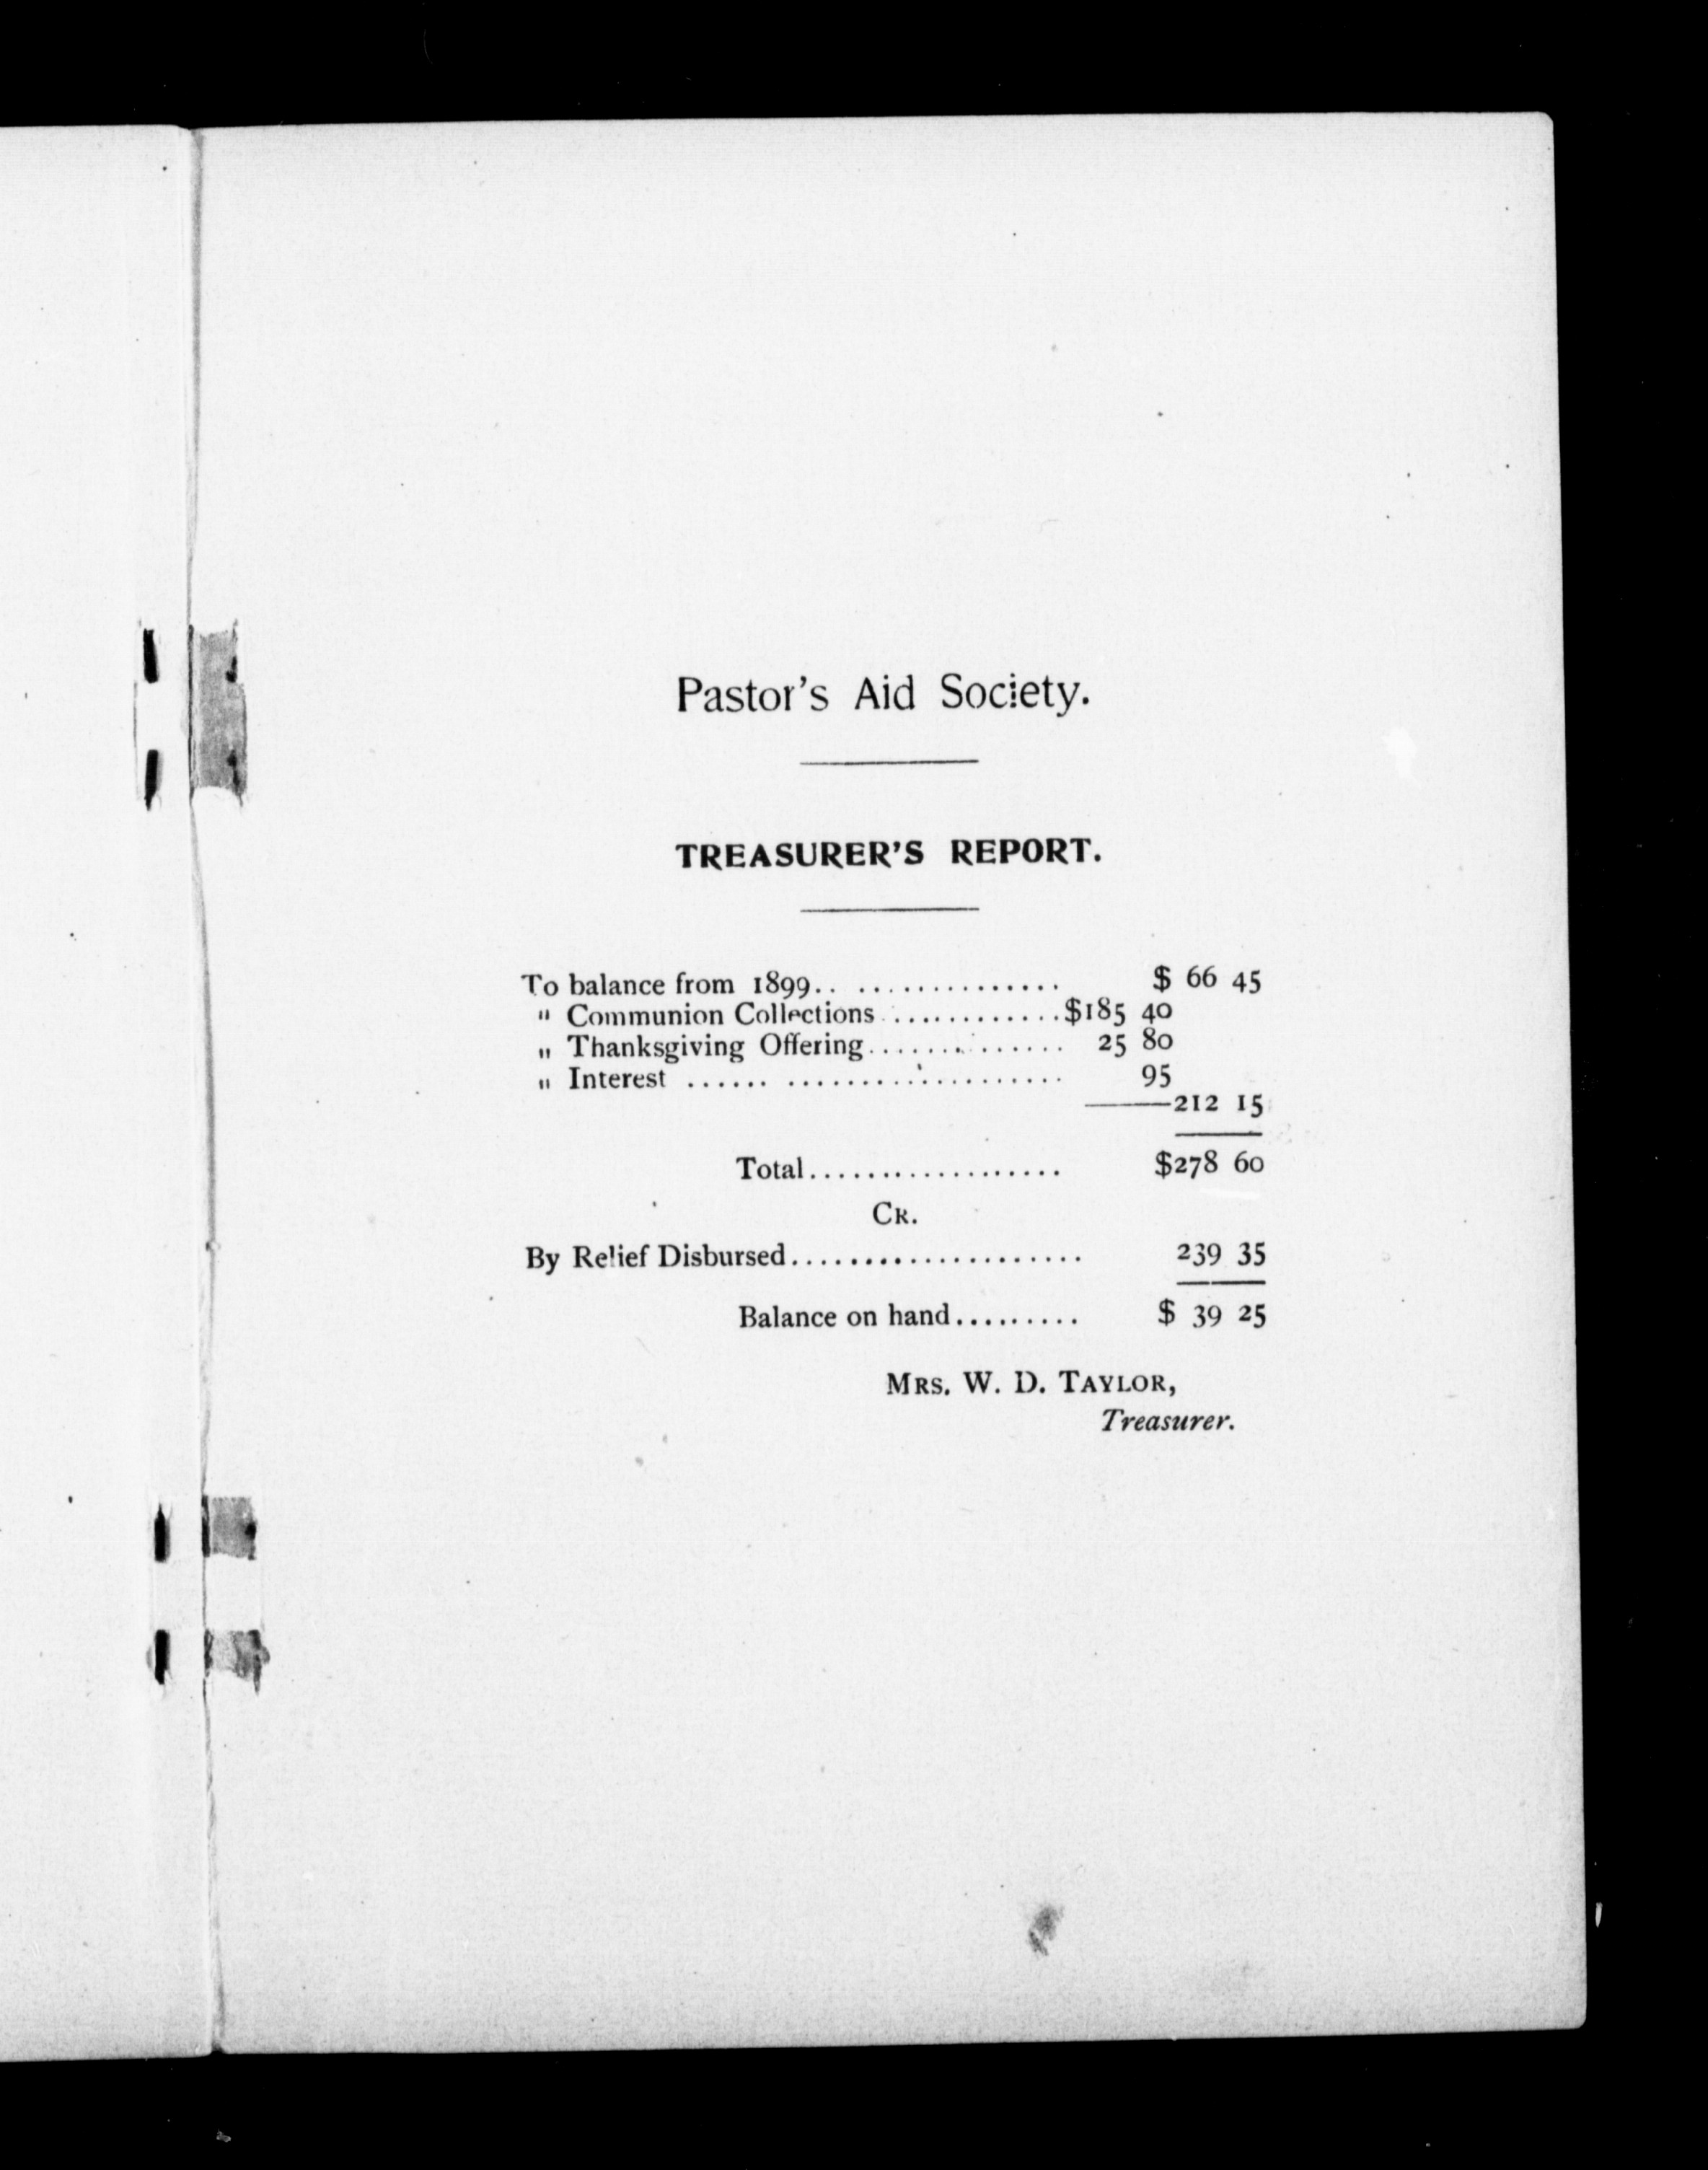 Pastor's Aid Society.
TREASURER'S REPORT.
To balance from 1899.. .............. $ 66 45
" Communion Collections ............$185 40
" Thanksgiving Offering.............. 25 80
" Interest ...... ................... 95
212 15
Total.................. $278 60
CR.
By Relief Disbursed.................... 239 35
Balance on hand......... $ 39 25
MRS. W. D. TAYLOR,
Treasurer.